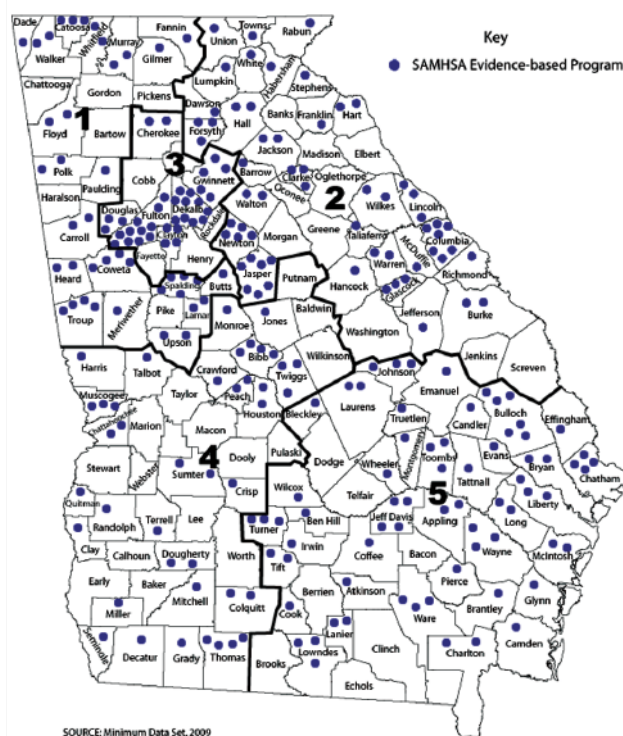 Key
SAMHSA Evidence-based Program
Dade
Catoosa
Whitfield
Murray
Fannin
Towns
Rabun
Union
Walker
Gilmer
White
Habersham
Lumpkin
Stephens
Chattooga
Gordon
Pickens
Dawson
Banks
Franklin
Hart
Hall
1
Floyd
Bartow
Cherokee
Forsyth
Jackson
Madison
Elbert
3
Polk
Gwinnett
Barrow
Clarke
Oglethorpe
Cobb
Paulding
Oconee
2
Haralson
Douglas
Fulton
Dekalb
Walton
Wilkes
Lincoln
Rockdale
Carroll
Clayton
Newton
Morgan
Greene
Taliaferro
McDuffie
Columbia
Fayette
Henry
Warren
Richmond
Heard
Coweta
Spalding
Butts
Jasper
Putnam
Hancock
Glascock
Troup
Meriwether
Pike
Lamar
Monroe
Jones
Baldwin
Jefferson
Burke
Upson
Washington
Bibb
Wilkinson
Jenkins
Screven
Harris
Talbot
Crawford
Twiggs
Johnson
Emanuel
Taylor
Peach
Muscogee
Houston
Bleckley
Laurens
Candler
Bulloch
Effingham
Chattahoochee
Marion
Macon
Truetlen
Pulaski
Montgomery
Toomby
Evans
Bryan
Chatham
Stewart
Webster
4
Dooly
Dodge
Wheeler
Sumter
Tattnall
Quitman
Crisp
Wilcox
Telfair
5
Liberty
Randolph
Terrell
Lee
Turner
Ben Hill
Jeff Davis
Appling
Long
Clay
Calhoun
Dougherty
Worth
Irwin
Coffee
Bacon
Wayne
McIntosh
Tift
Early
Baker
Mitchell
Pierce
Colquitt
Berrien
Atkinson
Brantley
Glynn
Miller
Cook
Ware
Seminole
Lanier
Decatur
Grady
Thomas
Lowndes
Clinch
Charlton
Camden
Brooks
Echols
SOURCE: Minimum Data Set, 2009